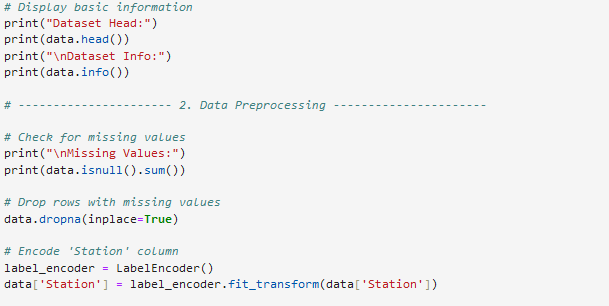 # Display basic information
print("Dataset Head:")
print(data.head())
print("\nDataset Info:")
print(data.info())
# ---------------------- 2. Data Preprocessing ----------------------
# Check for missing values
print("\nMissing Values:")
print(data.isnull().sum())
# Drop rows with missing values
data.dropna(inplace=True)
# Encode 'Station' column
label_encoder = LabelEncoder()
data['Station'] = label_encoder.fit_transform(data['Station'])